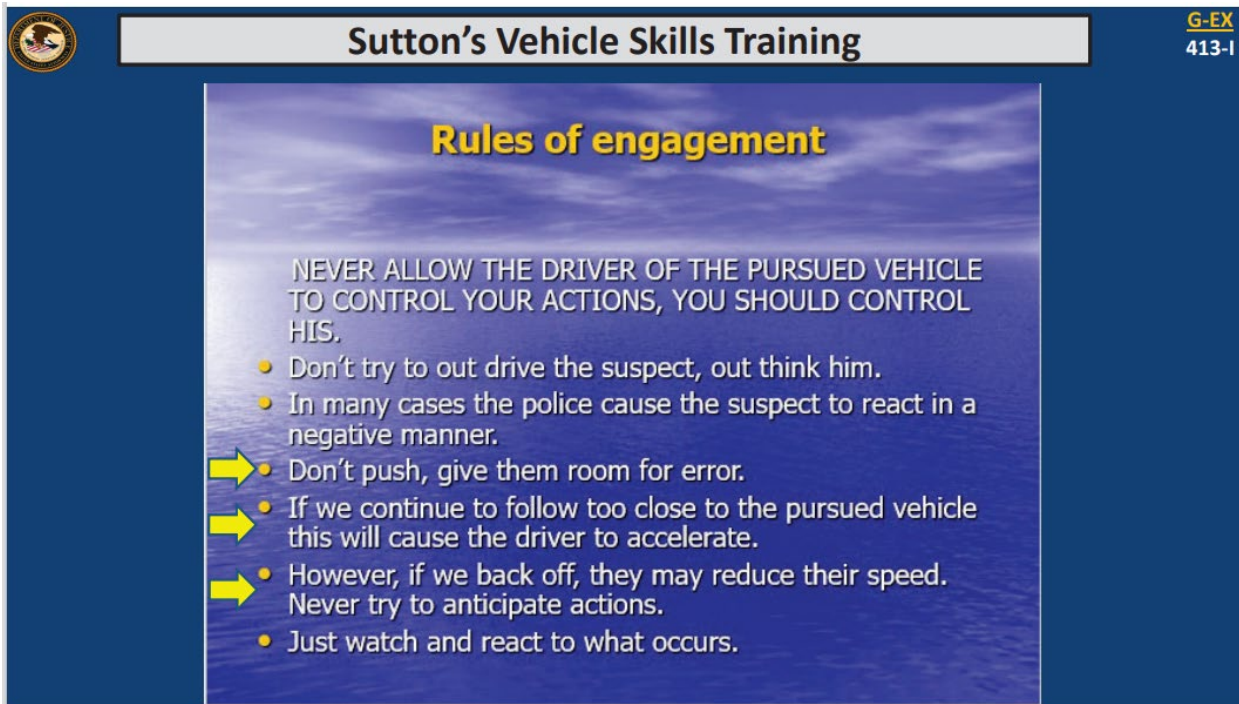 Sutton’s Vehicle Skills Training
G-EX
413-I
Rules of engagement
NEVER ALLOW THE DRIVER OF THE PURSUED VEHICLE
TO CONTROL YOUR ACTIONS, YOU SHOULD CONTROL
HIS.
• Don’t try to out drive the suspect, out think him.
• In many cases the police cause the suspect to react in a
negative manner.
• Don’t push, give them room for error.
• If we continue to follow too close to the pursued vehicle
this will cause the driver to accelerate.
• However, if we back off, they may reduce their speed.
Never try to anticipate actions.
• Just watch and react to what occurs.